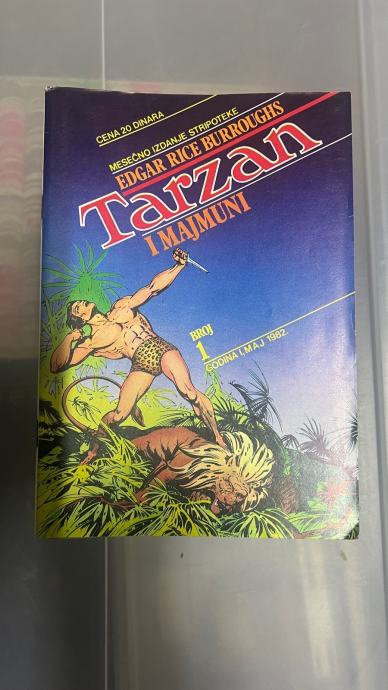 CENA 20 DINARA
MESEČNO IZDANJE STRIPOTEKE
EDGAR RICE BURROUGHS
Tarzan
I MAJMUNI
BROJ
1
GODINA I, MAJ 1982.